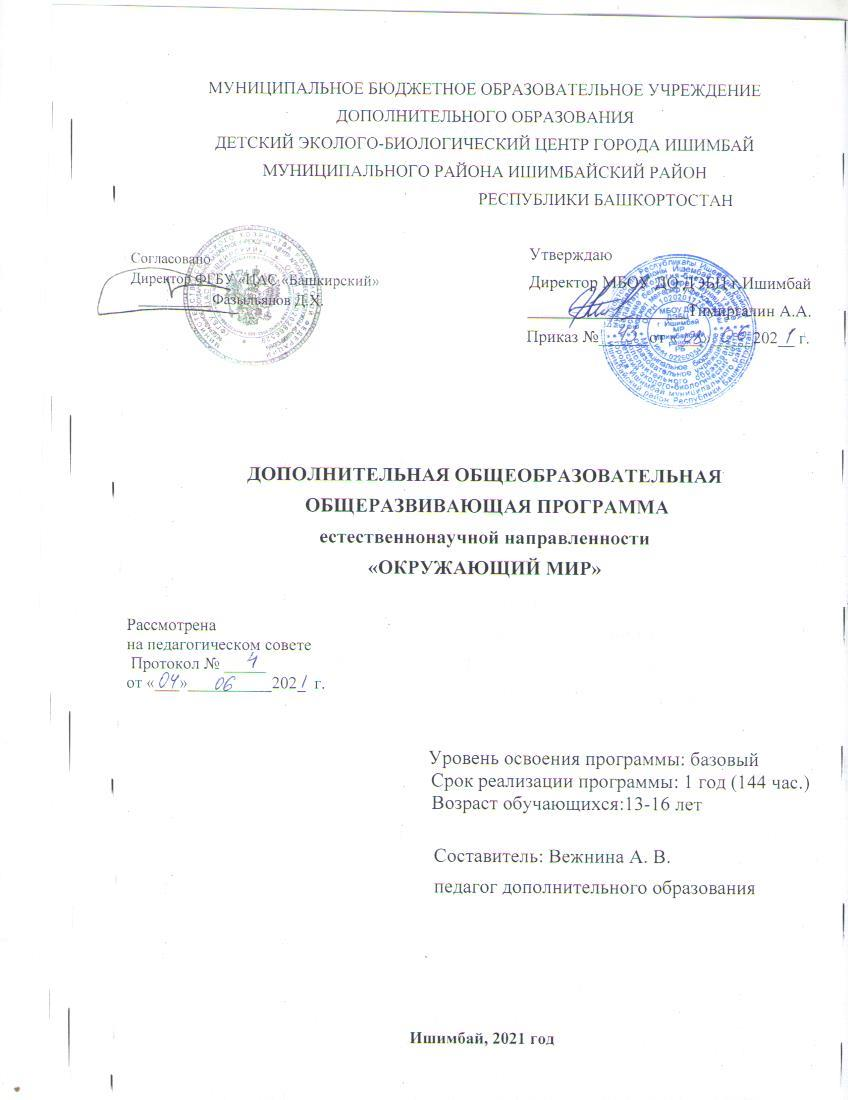 МУНИЦИПАЛЬНОЕ БЮДЖЕТНОЕ ОБРАЗОВАТЕЛЬНОЕ УЧРЕЖДЕНИЕ
ДОПОЛНИТЕЛЬНОГО ОБРАЗОВАНИЯ
ДЕТСКИЙ ЭКОЛОГО-БИОЛОГИЧЕСКИЙ ЦЕНТР ГОРОДА ИШИМБАЙ
МУНИЦИПАЛЬНОГО РАЙОНА ИШИМБАЙСКИЙ РАЙОН
РЕСПУБЛИКИ БАШКОРТОСТАН
Согласовано
Директор ФГБУ «ЦАС «Башкирский»
Фазыльянов Д.Х.
Утверждаю
Директор МБОУ ДО ДЭБЦ г.Ишимбай
Тимиргалин А.А.
Приказ № от « » 2021 г.
ДОПОЛНИТЕЛЬНАЯ ОБЩЕОБРАЗОВАТЕЛЬНАЯ
ОБЩЕРАЗВИВАЮЩАЯ ПРОГРАММА
естественнонаучной направленности
«ОКРУЖАЮЩИЙ МИР»
Рассмотрена
на педагогическом совете
Протокол № 4
от «04» 06 2021 г.
Уровень освоения программы: базовый
Срок реализации программы: 1 год (144 час.)
Возраст обучающихся:13-16 лет
Составитель: Вежнина А. В.
педагог дополнительного образования
Ишимбай, 2021 год